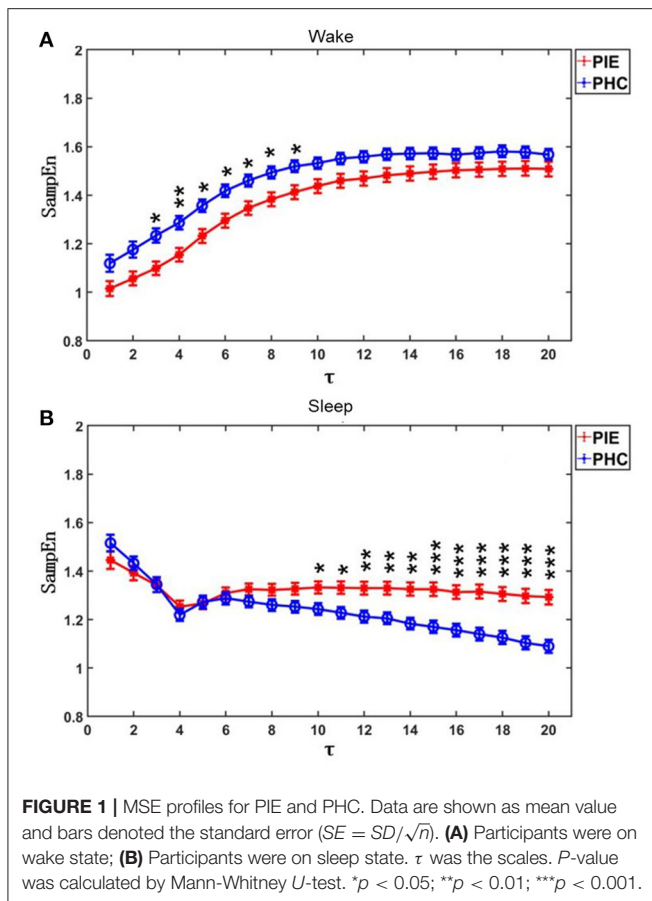 A
Wake
2
1.8
1.6
1.4
1.2
1
0.8
SampEn
* ** * * * * *
0 2 4 6 8 10 12 14 16 18 20
τ
PIE
PHC
B
Sleep
2
1.8
1.6
1.4
1.2
1
0.8
SampEn
* * ** ** ** *** *** *** *** *** ***
0 2 4 6 8 10 12 14 16 18 20
τ
PIE
PHC
FIGURE 1 | MSE profiles for PIE and PHC. Data are shown as mean value
and bars denoted the standard error (SE = SD/√n). (A) Participants were on
wake state; (B) Participants were on sleep state. τ was the scales. P-value
was calculated by Mann-Whitney U-test. *p < 0.05; **p < 0.01; ***p < 0.001.